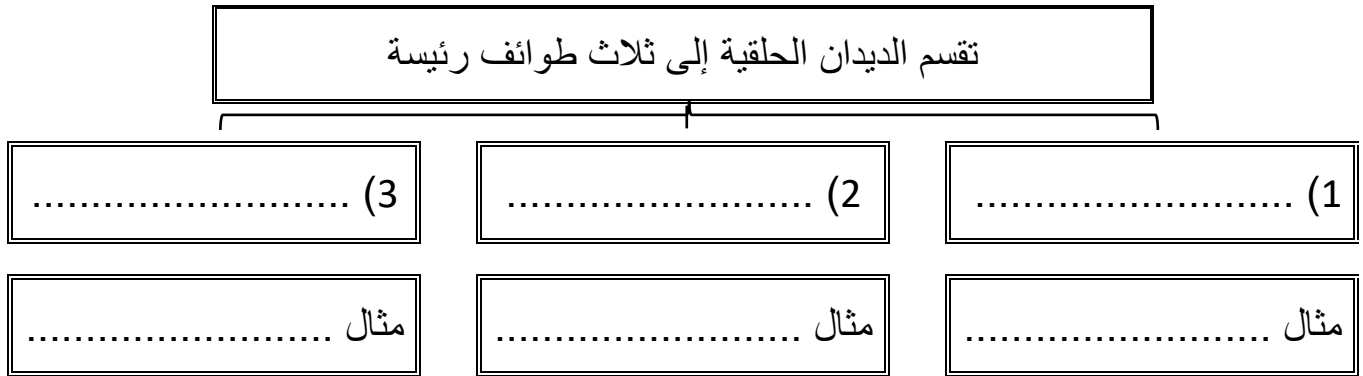 تقسم الديدان الحلقية إلى ثلاث طوائف رئيسة
1) ...........................
2) ..........................
3) ...........................
مثال ..........................
مثال ..........................
مثال ..........................